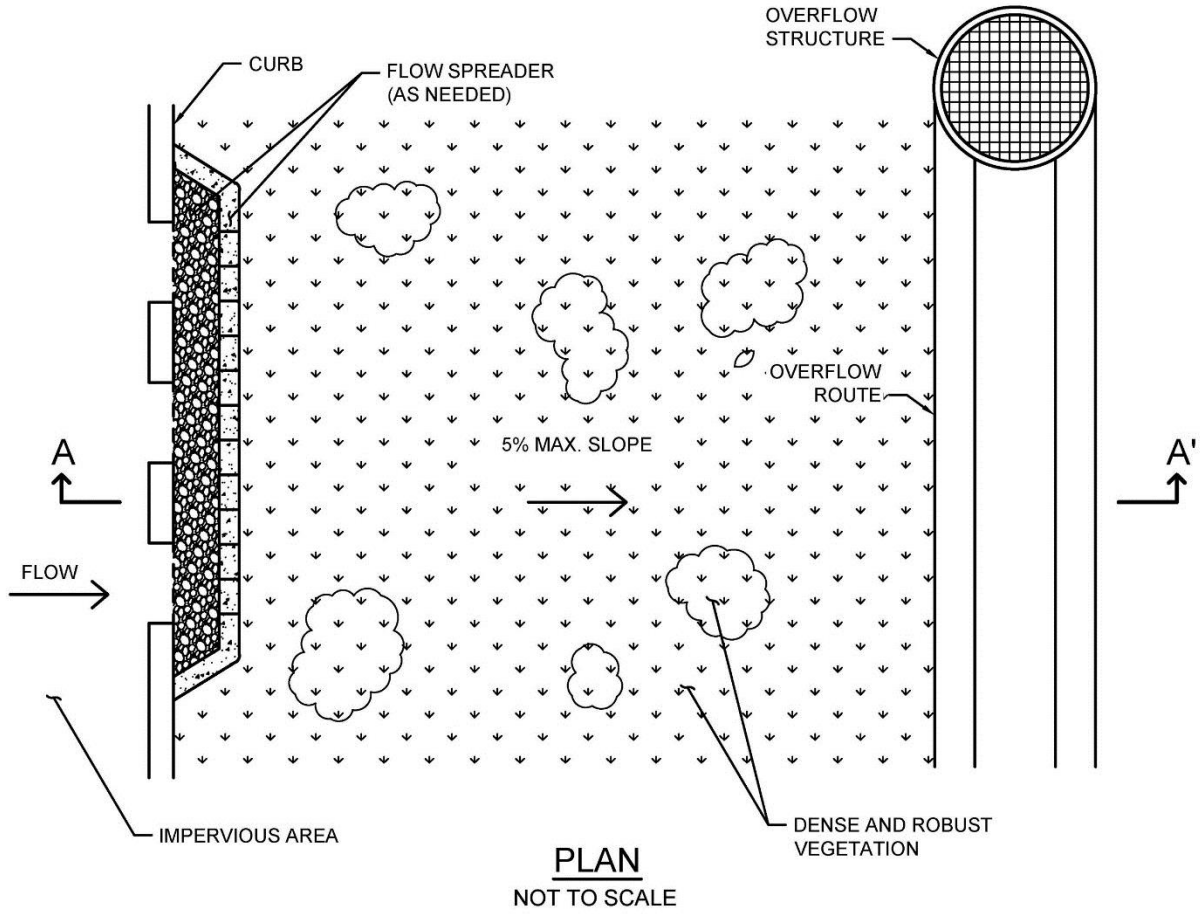 OVERFLOW
STRUCTURE
CURB
FLOW SPREADER
(AS NEEDED)
OVERFLOW
ROUTE
5% MAX. SLOPE
A
A'
FLOW
IMPERVIOUS AREA
DENSE AND ROBUST
VEGETATION
PLAN
NOT TO SCALE